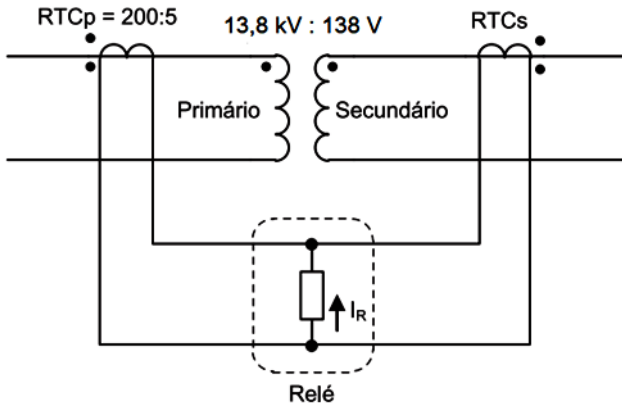 RTCp = 200:5
13,8 kV : 138 V
RTCs
Primário
Secundário
IR
Relé